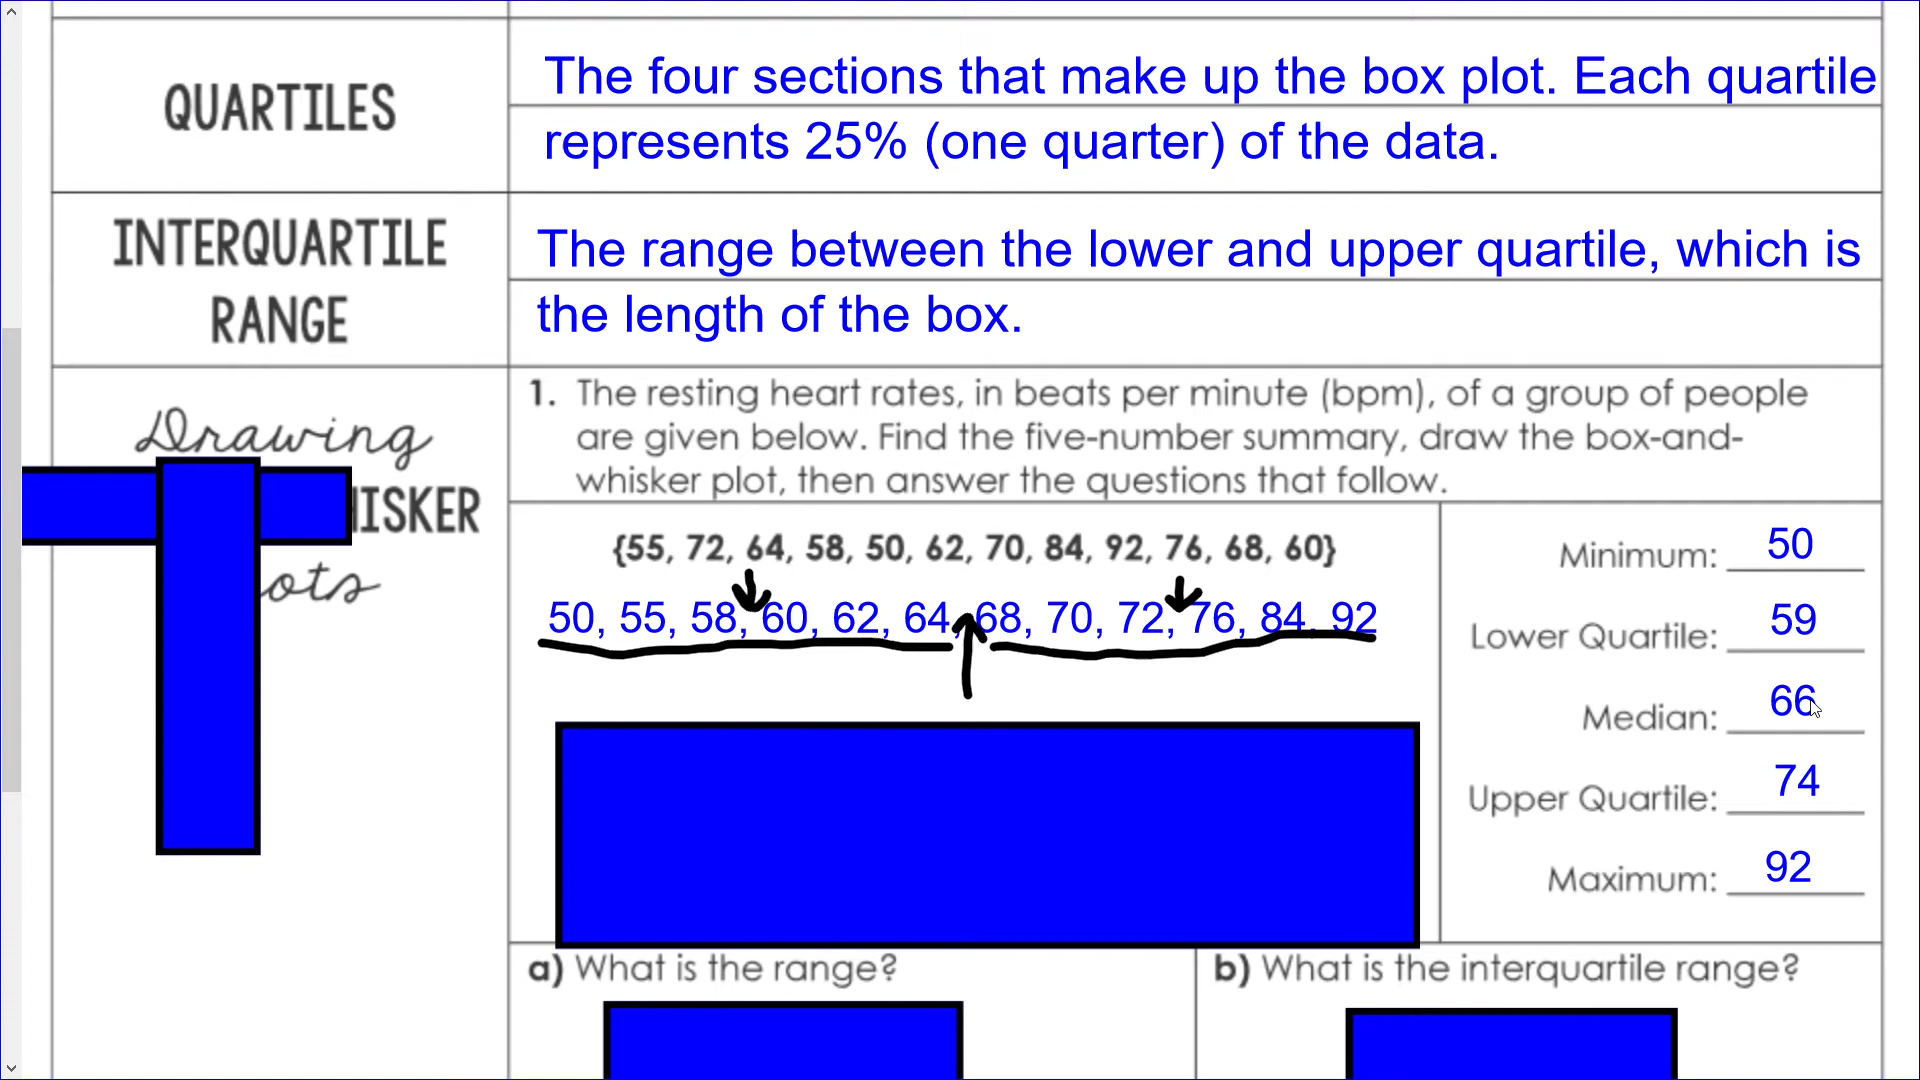 QUARTILES
The four sections that make up the box plot. Each quartile
represents 25% (one quarter) of the data.
INTERQUARTILE
RANGE
The range between the lower and upper quartile, which is
the length of the box.
Drawing
1. The resting heart rates, in beats per minute (bpm), of a group of people
are given below. Find the five-number summary, draw the box-and-
whisker plot, then answer the questions that follow.
{55, 72, 64, 58, 50, 62, 70, 84, 92, 76, 68, 60}
50, 55, 58, 60, 62, 64, 68, 70, 72, 76, 84, 92
Minimum: 50
Lower Quartile: 59
Median: 66
Upper Quartile: 74
Maximum: 92
a) What is the range?
b) What is the interquartile range?